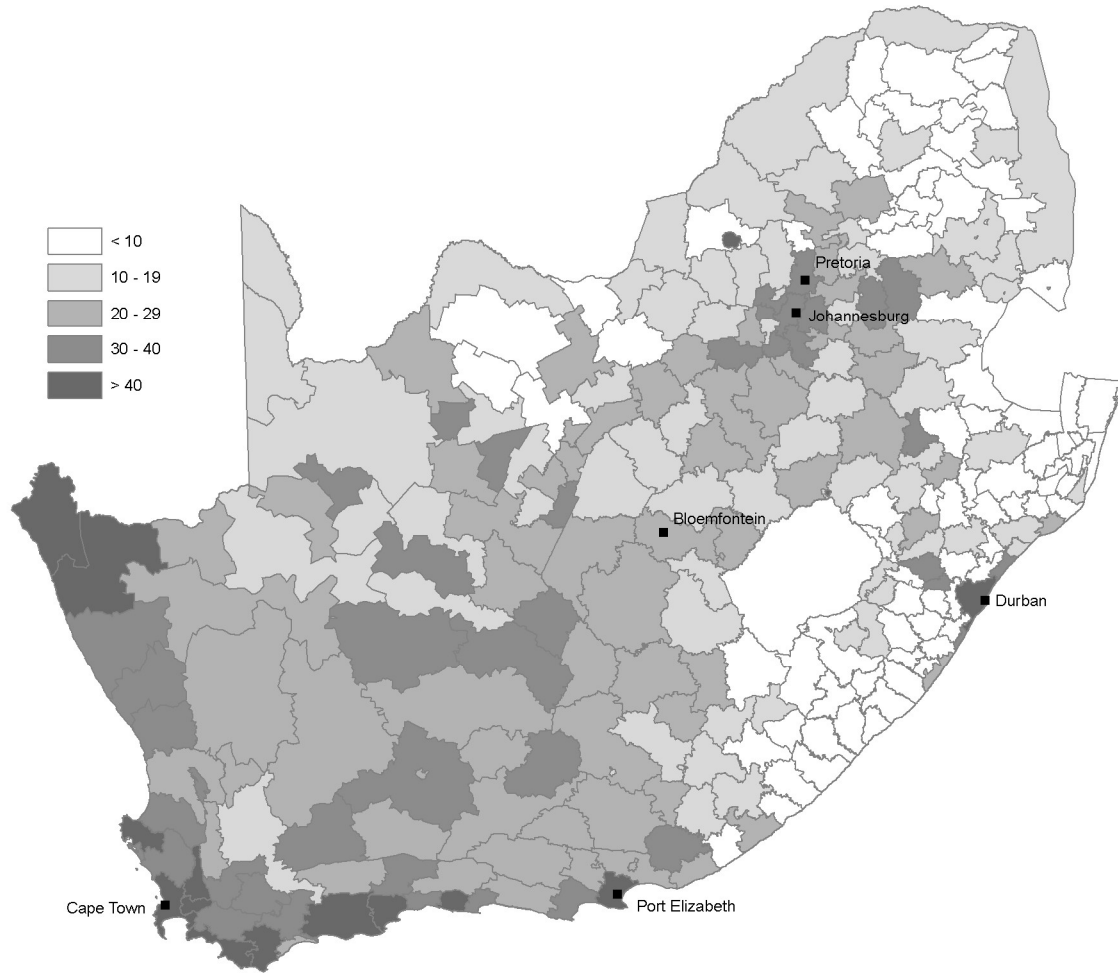 < 10
10 - 19
20 - 29
30 - 40
> 40
Pretoria
Johannesburg
Bloemfontein
Durban
Cape Town
Port Elizabeth